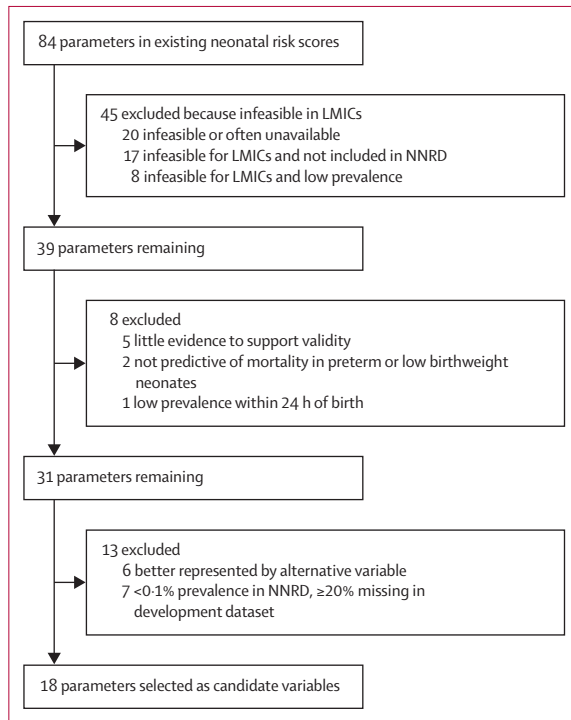 84 parameters in existing neonatal risk scores
45 excluded because infeasible in LMICs
20 infeasible or often unavailable
17 infeasible for LMICs and not included in NNRD
8 infeasible for LMICs and low prevalence
39 parameters remaining
8 excluded
5 little evidence to support validity
2 not predictive of mortality in preterm or low birthweight
neonates
1 low prevalence within 24 h of birth
31 parameters remaining
13 excluded
6 better represented by alternative variable
7 <0·1% prevalence in NNRD, ≥20% missing in
development dataset
18 parameters selected as candidate variables